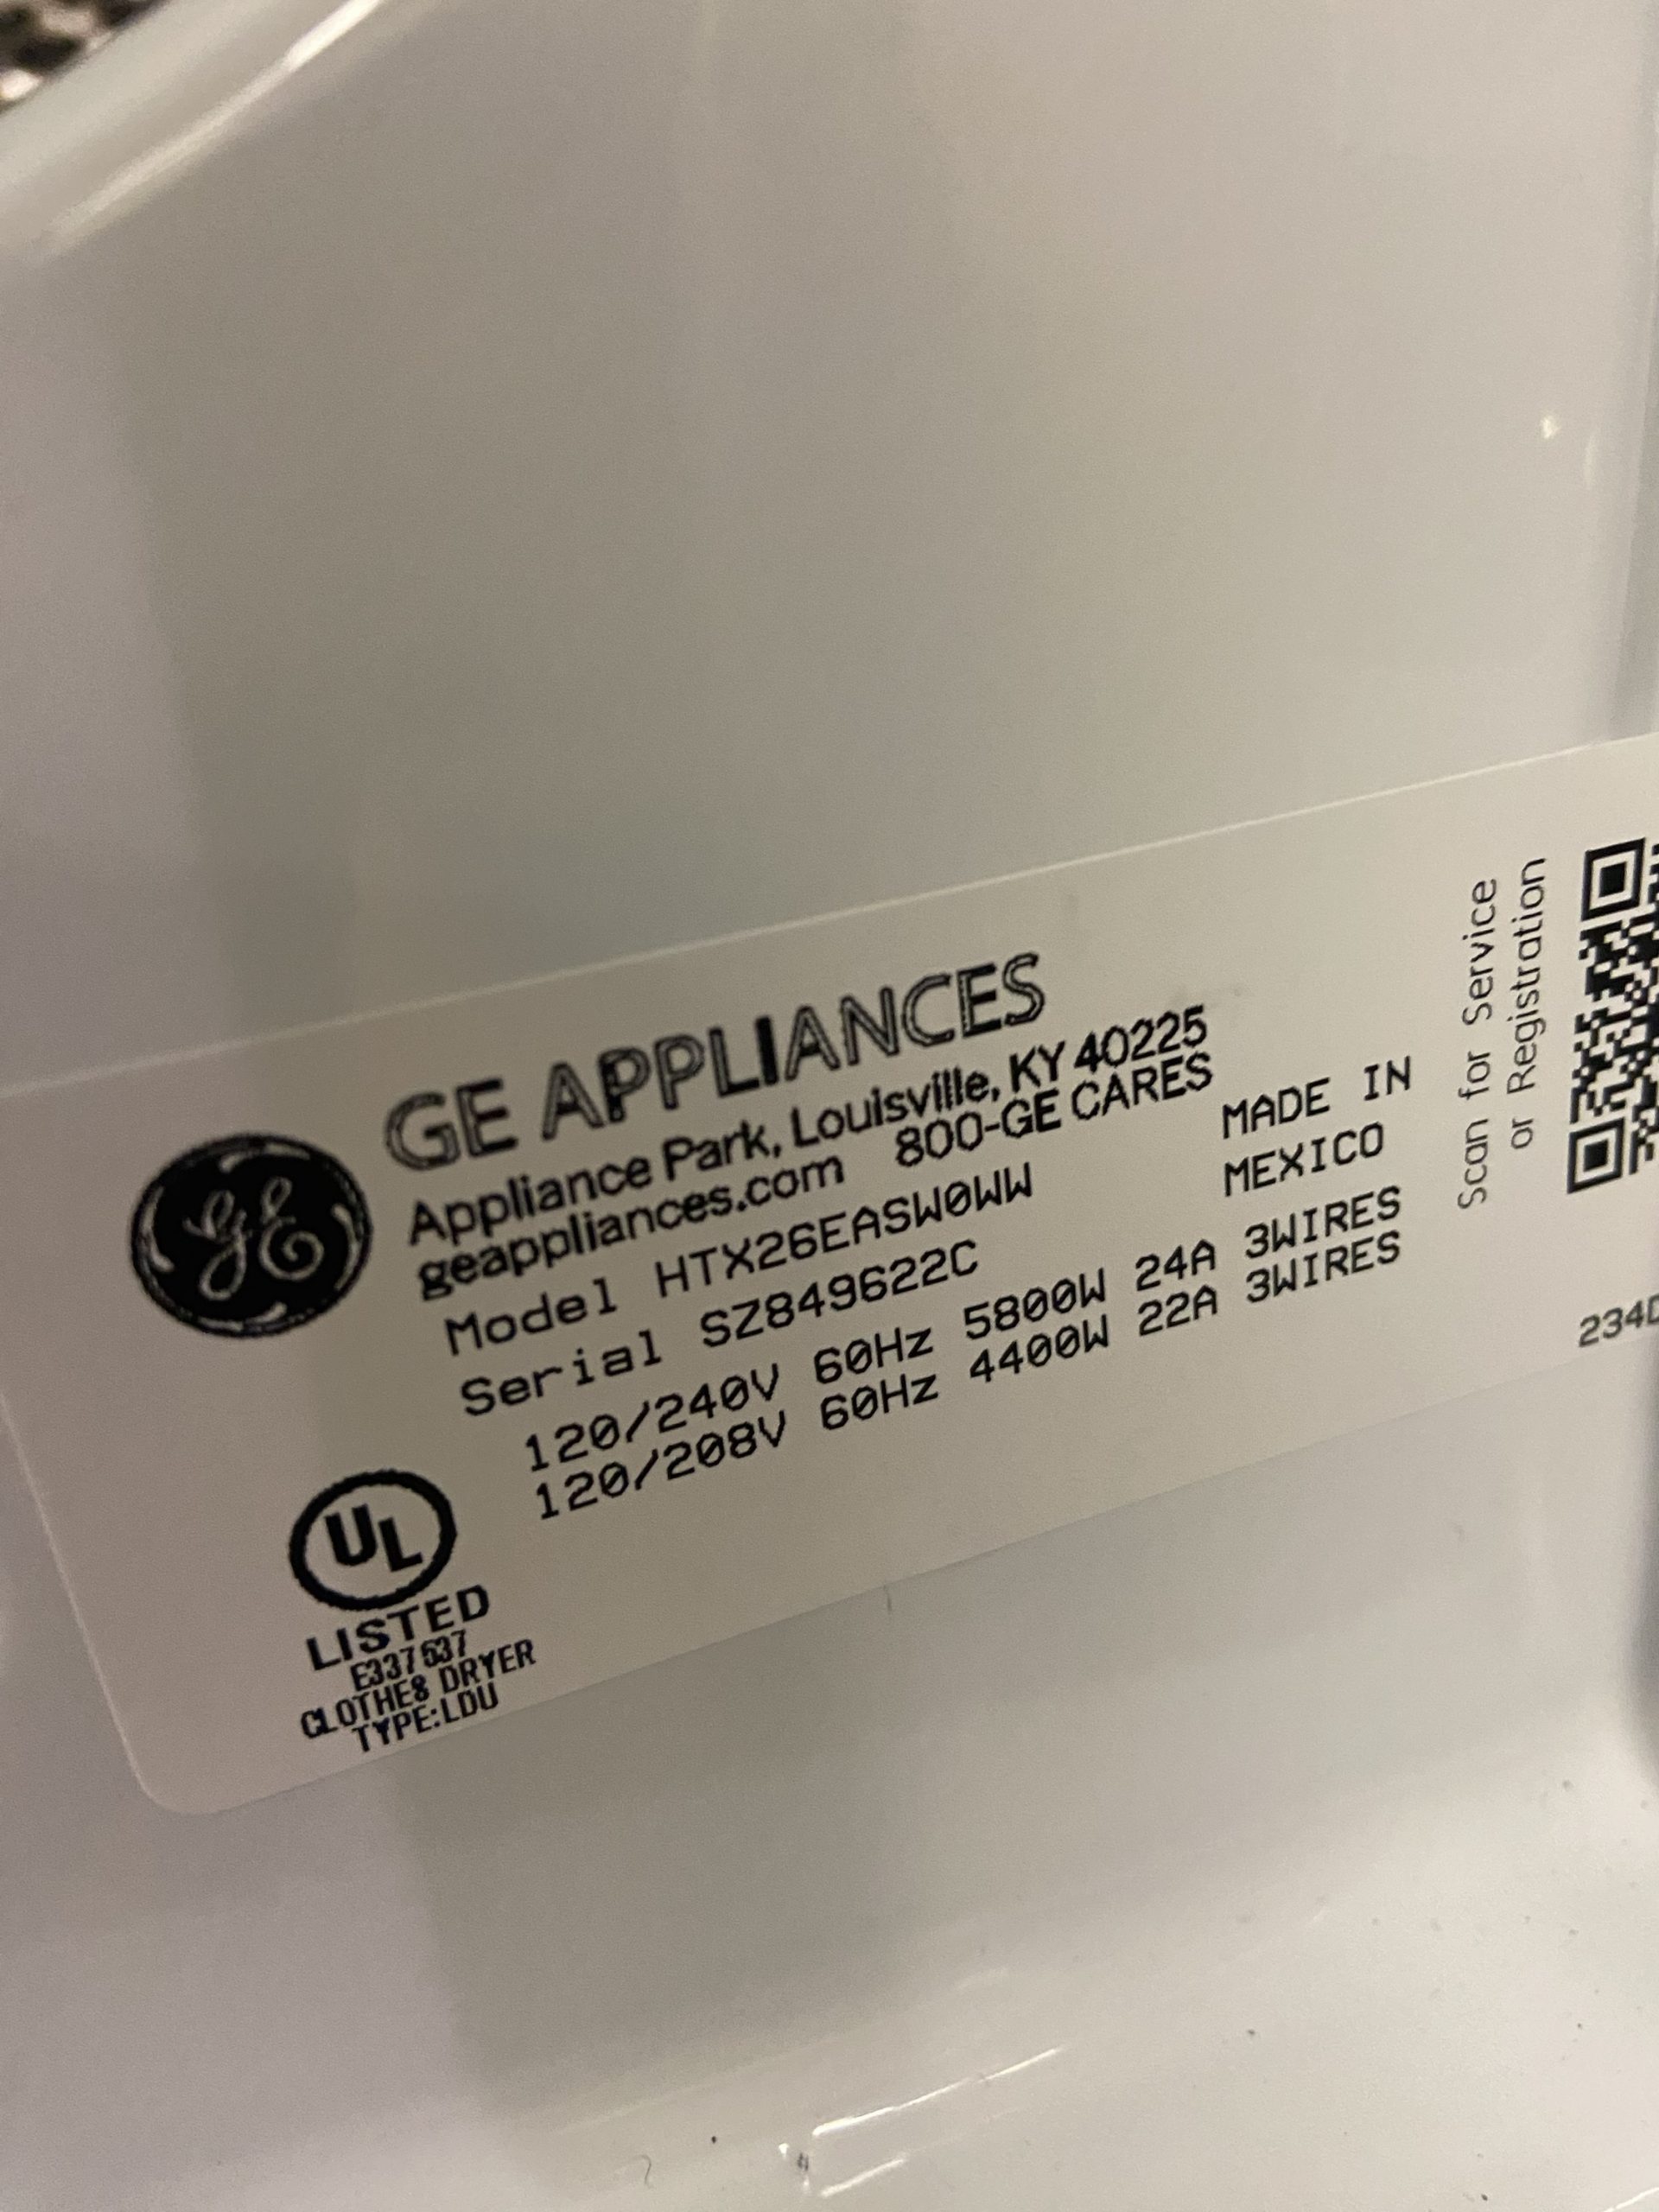 GE
GE APPLIANCES
Appliance Park, Louisville, KY 40225
geappliances.com 800-GE CARES
Model HTX26EASW0WW
Serial SZ849622C
MADE IN
MEXICO
120/240V 60Hz 5800W 24A 3WIRES
120/208V 60Hz 4400W 22A 3WIRES
UL
LISTED
E337637
CLOTHES DRYER
TYPE:LDU
Scan for Service
or Registration
234D